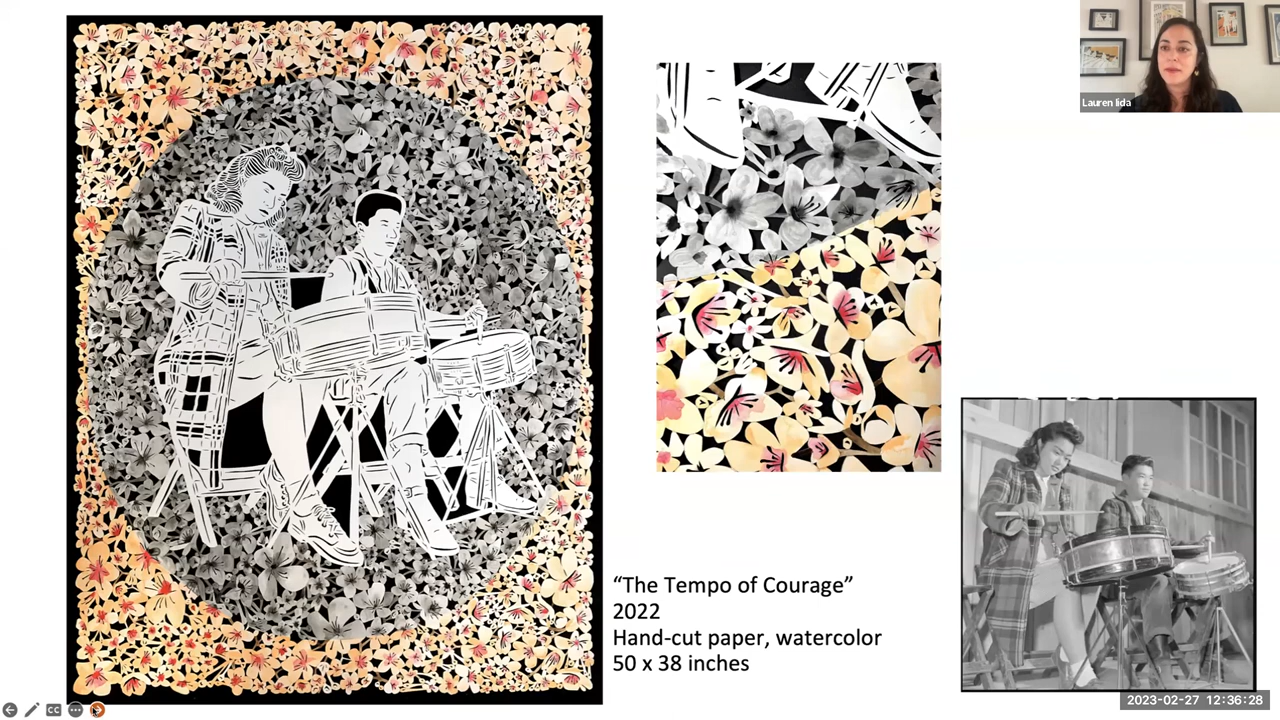 Lauren Iida
“The Tempo of Courage”
2022
Hand-cut paper, watercolor
50 x 38 inches
CC
2023-02-27 12:36:28